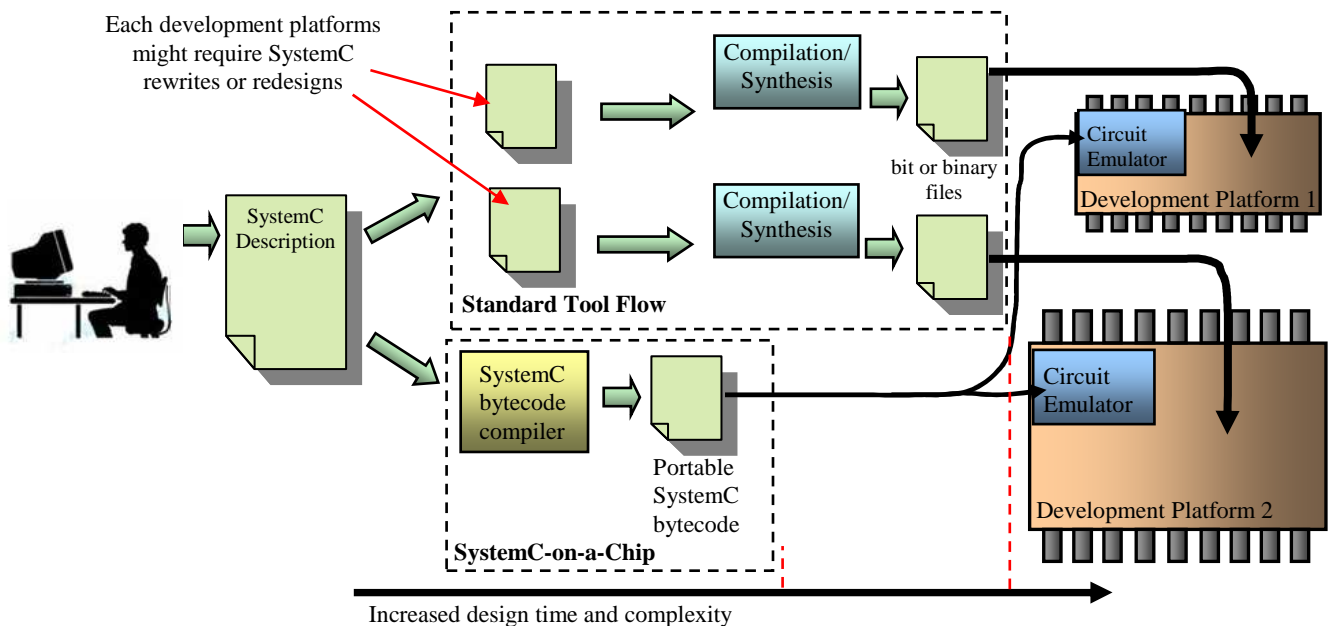 Each development platforms
might require SystemC
rewrites or redesigns
SystemC
Description
Compilation/
Synthesis
bit or binary
files
Compilation/
Synthesis
Standard Tool Flow
SystemC
bytecode
compiler
Portable
SystemC
bytecode
SystemC-on-a-Chip
Circuit
Emulator
Development Platform 1
Circuit
Emulator
Development Platform 2
Increased design time and complexity